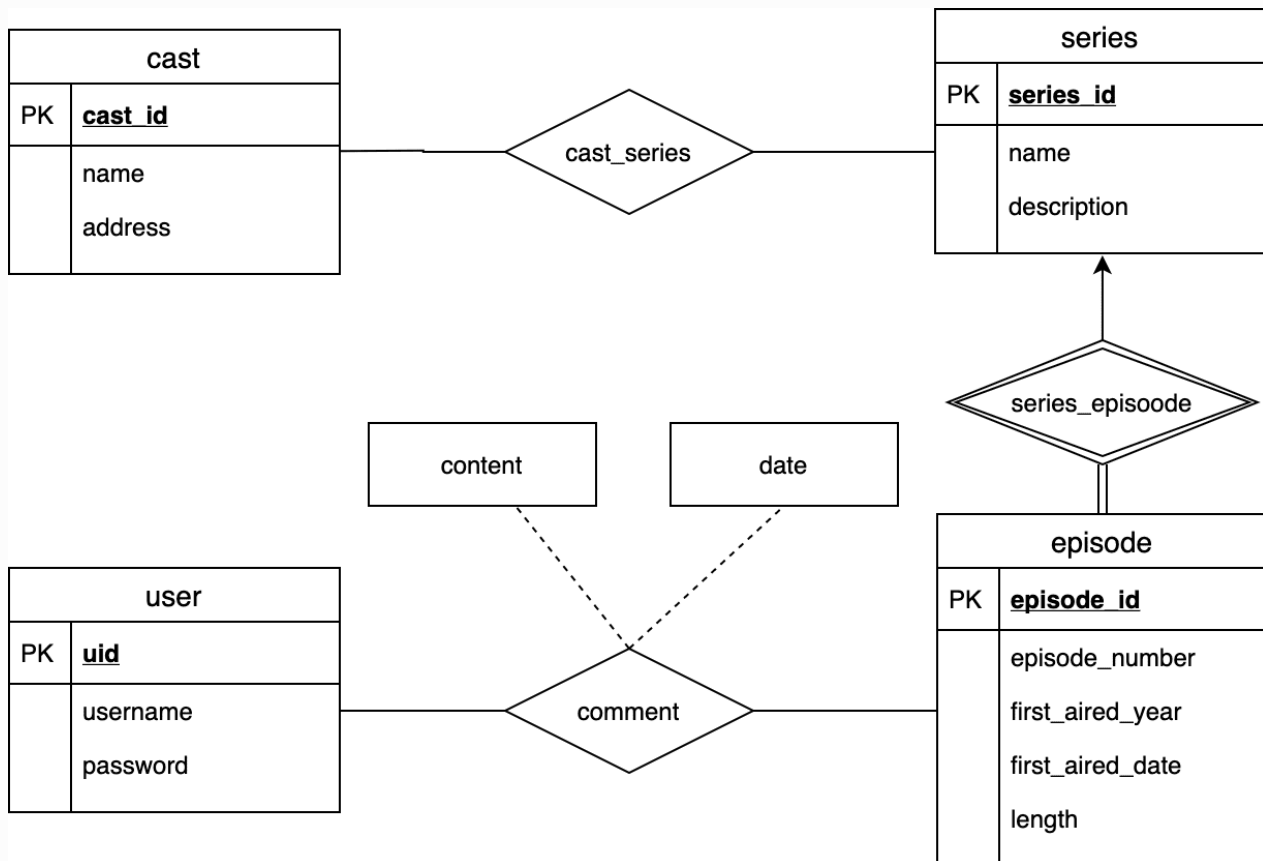 cast
PK cast_id
name
address
cast_series
series
PK series_id
name
description
series_episoode
content
date
user
PK uid
username
password
comment
episode
PK episode_id
episode_number
first_aired_year
first_aired_date
length